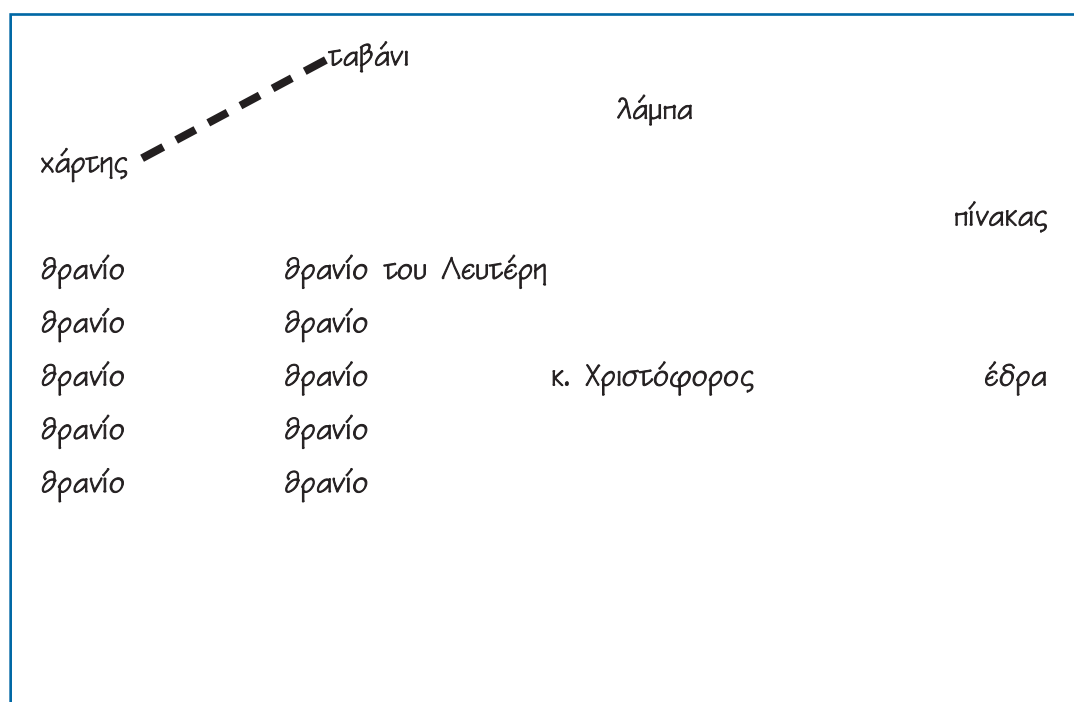 ταβάνι
λάμπα
χάρτης
πίνακας
θρανίο θρανίο του Λευτέρη
θρανίο θρανίο
θρανίο θρανίο κ. Χριστόφορος έδρα
θρανίο θρανίο
θρανίο θρανίο